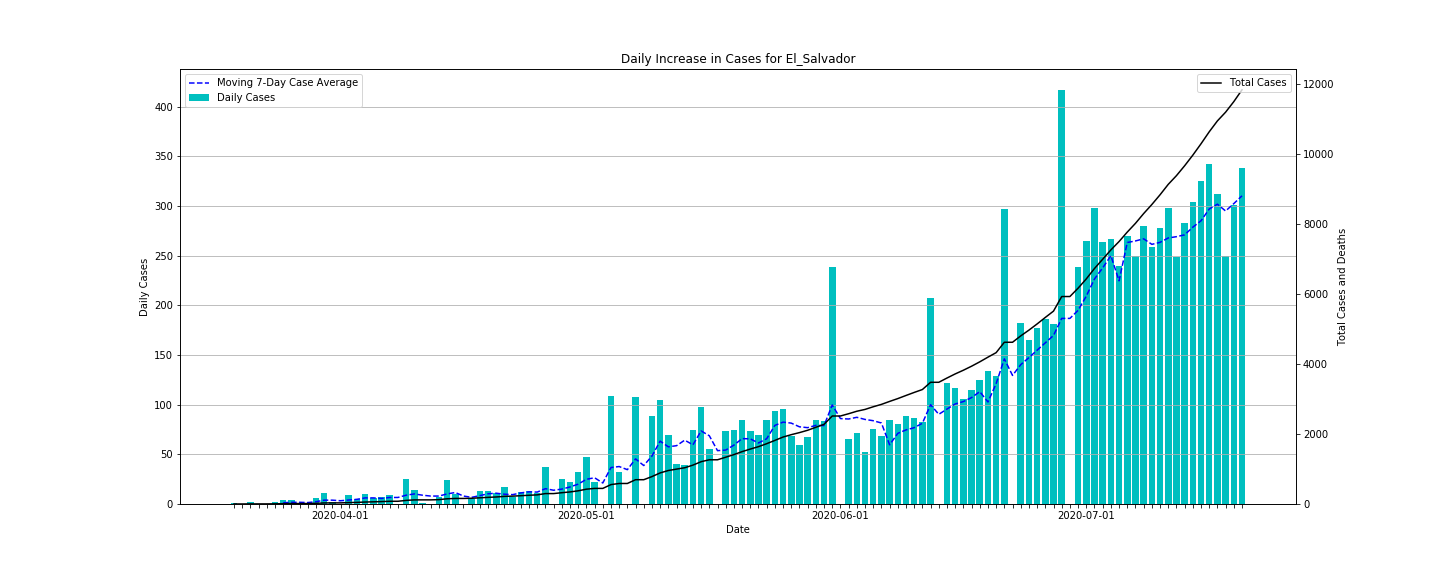 Daily Increase in Cases for El_Salvador
Moving 7-Day Case Average
Daily Cases
Total Cases
400
350
300
250
200
150
100
50
0
Daily Cases
12000
10000
8000
6000
4000
2000
0
Total Cases and Deaths
2020-04-01
2020-05-01
2020-06-01
2020-07-01
Date